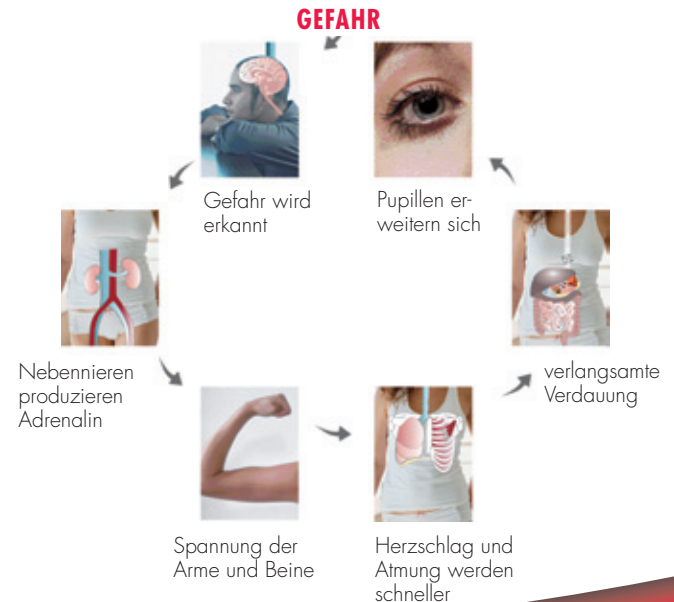 GEFAHR
Gefahr wird
erkannt
Pupillen er-
weitern sich
Nebennieren
produzieren
Adrenalin
verlangsamte
Verdauung
Spannung der
Arme und Beine
Herzschlag und
Atmung werden
schneller